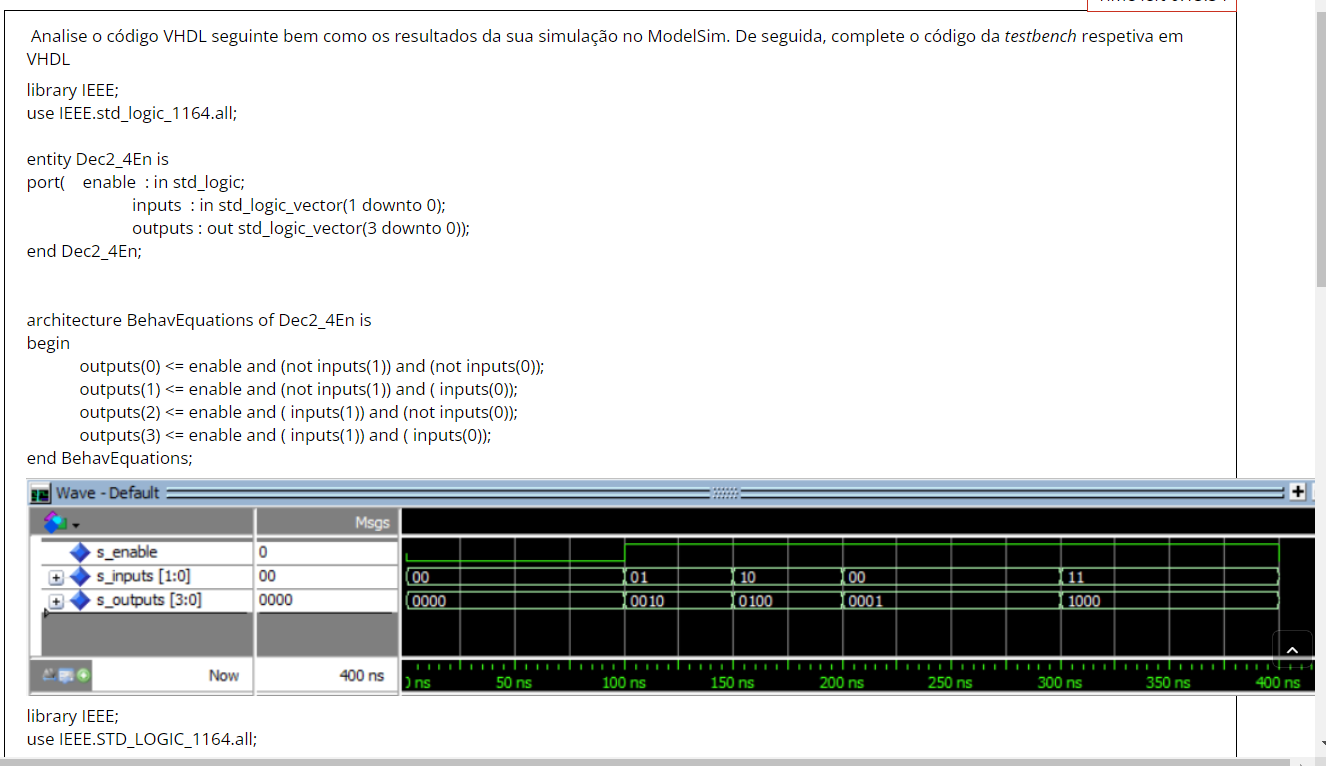 Analise o código VHDL seguinte bem como os resultados da sua simulação no ModelSim. De seguida, complete o código da testbench respetiva em
VHDL
library IEEE;
use IEEE.std_logic_1164.all;
entity Dec2_4En is
port( enable : in std_logic;
inputs : in std_logic_vector(1 downto 0);
outputs : out std_logic_vector(3 downto 0));
end Dec2_4En;
architecture BehavEquations of Dec2_4En is
begin
outputs(0) <= enable and (not inputs(1)) and (not inputs(0));
outputs(1) <= enable and (not inputs(1)) and ( inputs(0));
outputs(2) <= enable and ( inputs(1)) and (not inputs(0));
outputs(3) <= enable and ( inputs(1)) and ( inputs(0));
end BehavEquations;
Wave - Default
Msgs
s_enable 0
s_inputs [1:0] 00 00 01 10 00 11
s_outputs [3:0] 0000 0000 0010 0100 0001 1000
Now 400 ns ns 50 ns 100 ns 150 ns 200 ns 250 ns 300 ns 350 ns 400 ns
library IEEE;
use IEEE.STD_LOGIC_1164.all;